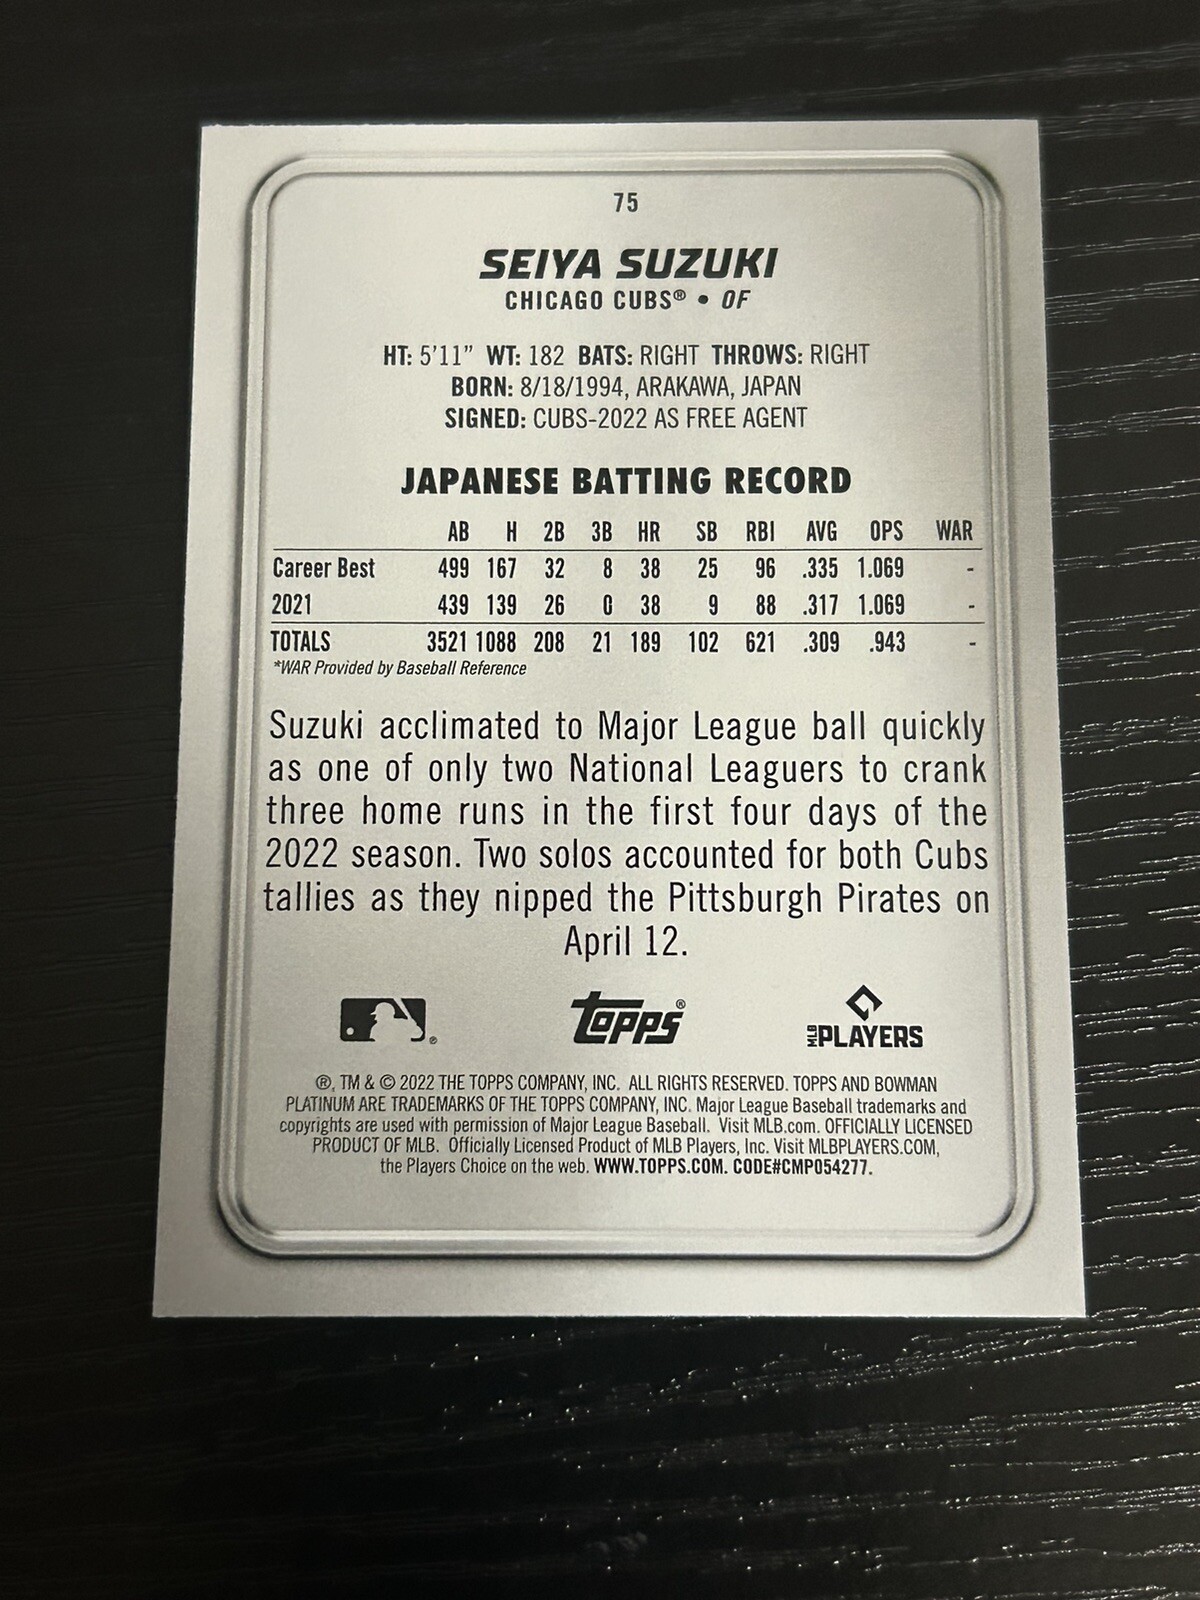 75
SEIYA SUZUKI
CHICAGO CUBS® • OF
HT: 5'11" WT: 182 BATS: RIGHT THROWS: RIGHT
BORN: 8/18/1994, ARAKAWA, JAPAN
SIGNED: CUBS-2022 AS FREE AGENT
JAPANESE BATTING RECORD
AB H 2B 3B HR SB RBI AVG OPS WAR
Career Best 499 167 32 8 38 25 96 .335 1.069 -
2021 439 139 26 0 38 9 88 .317 1.069 -
TOTALS 3521 1088 208 21 189 102 621 .309 .943 -
*WAR Provided by Baseball Reference
Suzuki acclimated to Major League ball quickly
as one of only two National Leaguers to crank
three home runs in the first four days of the
2022 season. Two solos accounted for both Cubs
tallies as they nipped the Pittsburgh Pirates on
April 12.
® Topps® MLB PLAYERS
®, TM & © 2022 THE TOPPS COMPANY, INC. ALL RIGHTS RESERVED. TOPPS AND BOWMAN
PLATINUM ARE TRADEMARKS OF THE TOPPS COMPANY, INC. Major League Baseball trademarks and
copyrights are used with permission of Major League Baseball. Visit MLB.com. OFFICIALLY LICENSED
PRODUCT OF MLB. Officially Licensed Product of MLB Players, Inc. Visit MLBPLAYERS.COM,
the Players Choice on the web. WWW.TOPPS.COM. CODE#CMP054277.